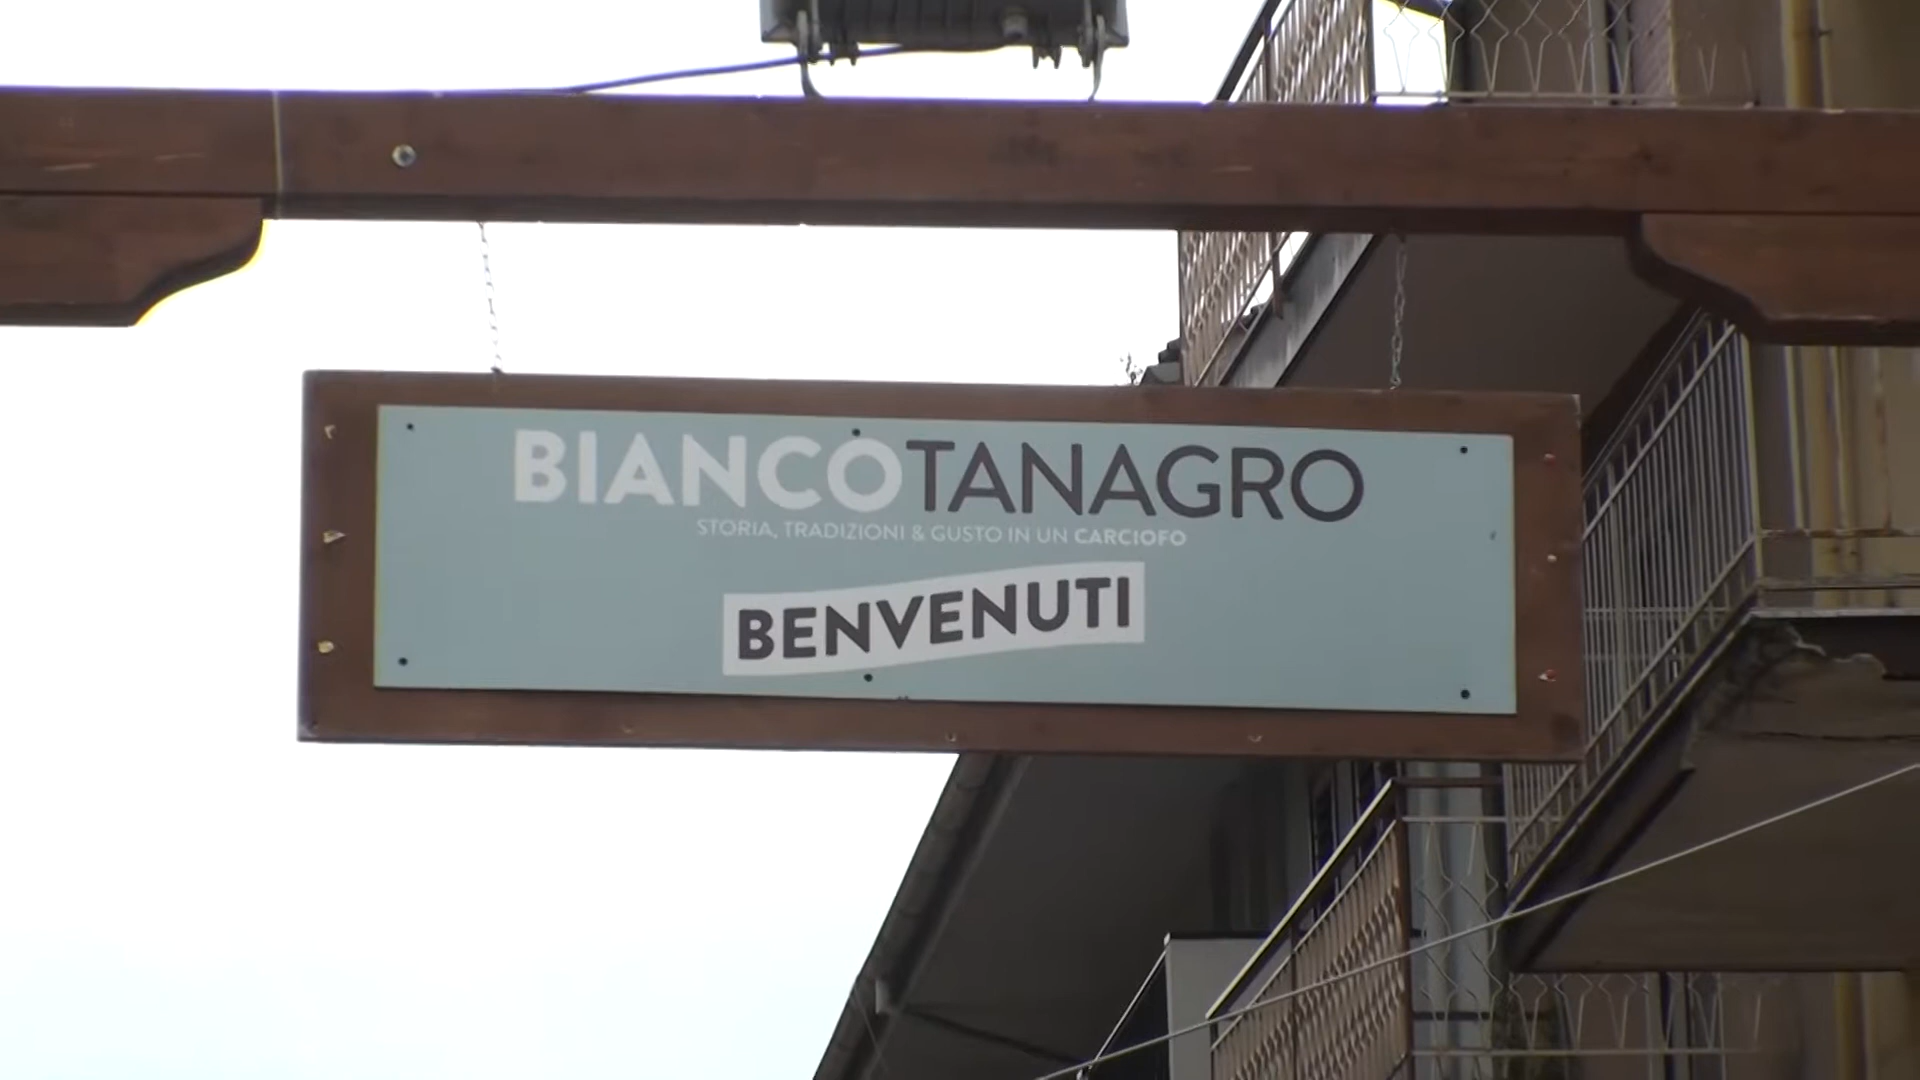 BIANCOTANAGRO
STORIA, TRADIZIONI & GUSTO IN UN CARCIOFO
BENVENUTI